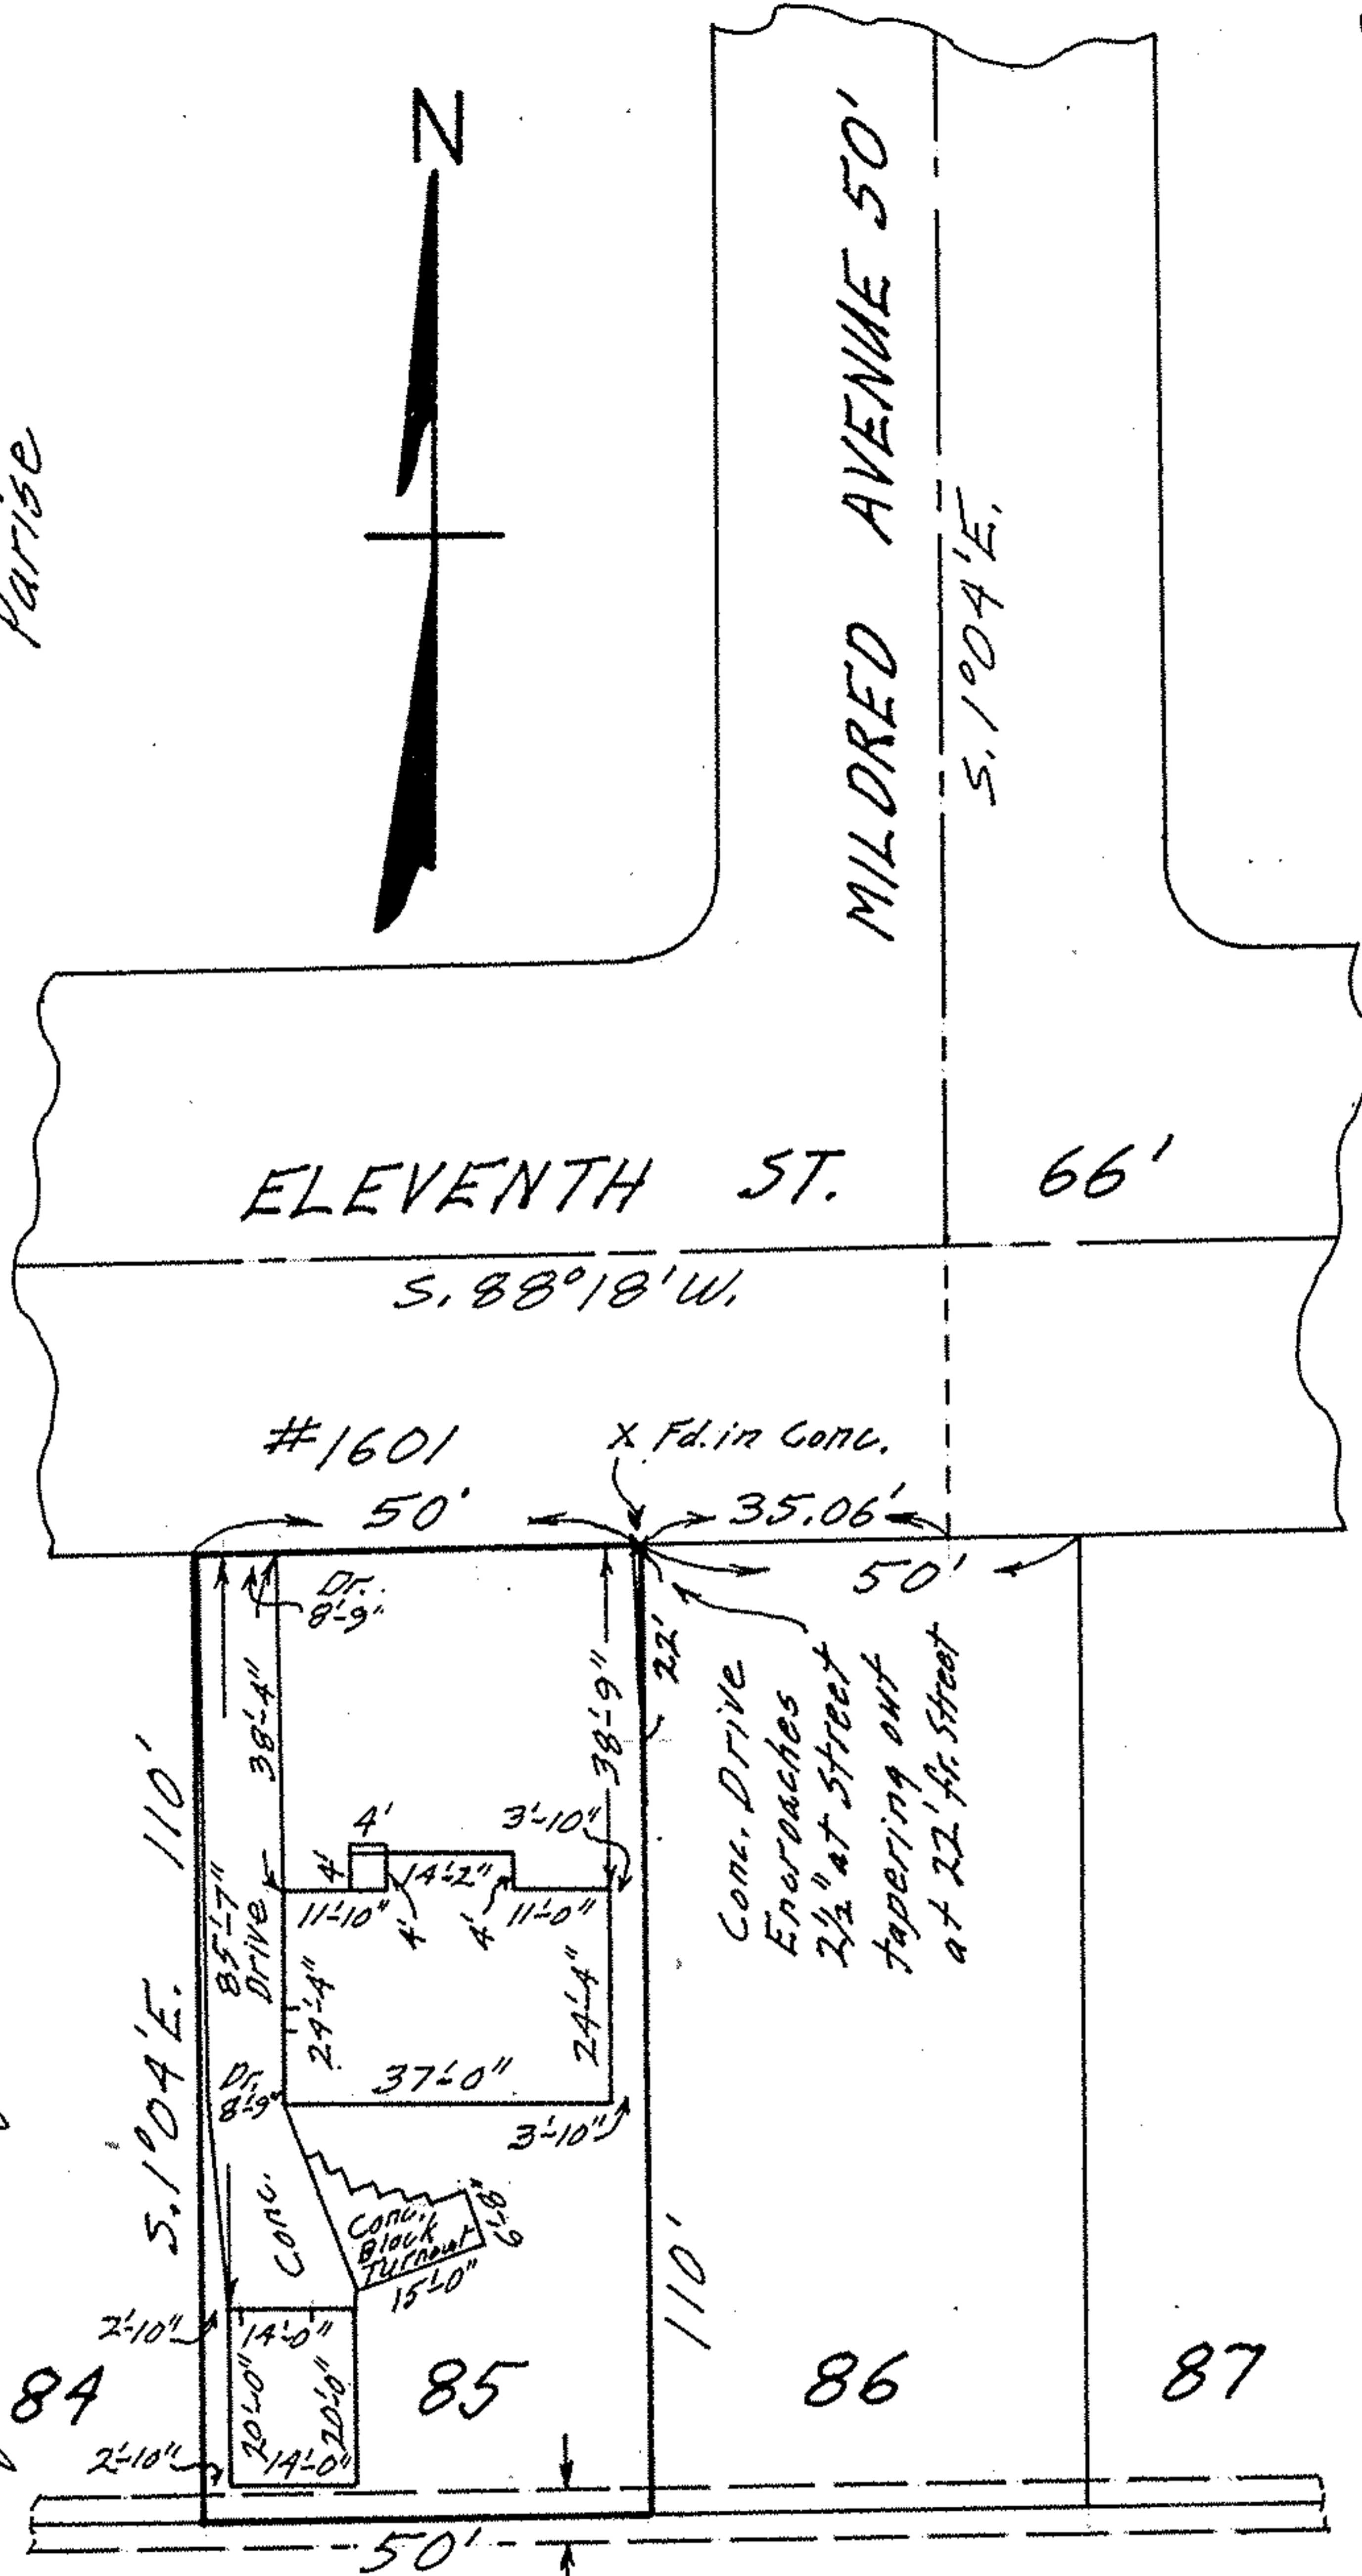 N
Parise
MILDRED AVENUE 50'
S. 1°04'E.
ELEVENTH ST. 66'
S. 88°18'W.
#1601
X Fd. in Conc.
50'
35.06'
50'
Dr.
8'-9"
38'-4"
38'-9"
22'
Conc. Drive
Encroaches
2½" at street
tapering out
at 22' fr. street
S. 1°04'E. 110'
85'-7"
Drive
4'
4'
14'-2"
3'-10"
11'-10"
4'
4'
11'-0"
24'-4"
24'-4"
Dr.
8'-9"
37'-0"
3'-10"
Conc.
Conc.
Block
Turnout
6'-8"
15'-0"
110'
2'-10"
14'-0"
20'-0"
20'-0"
2'-10"
14'-0"
84
85
86
87
50'